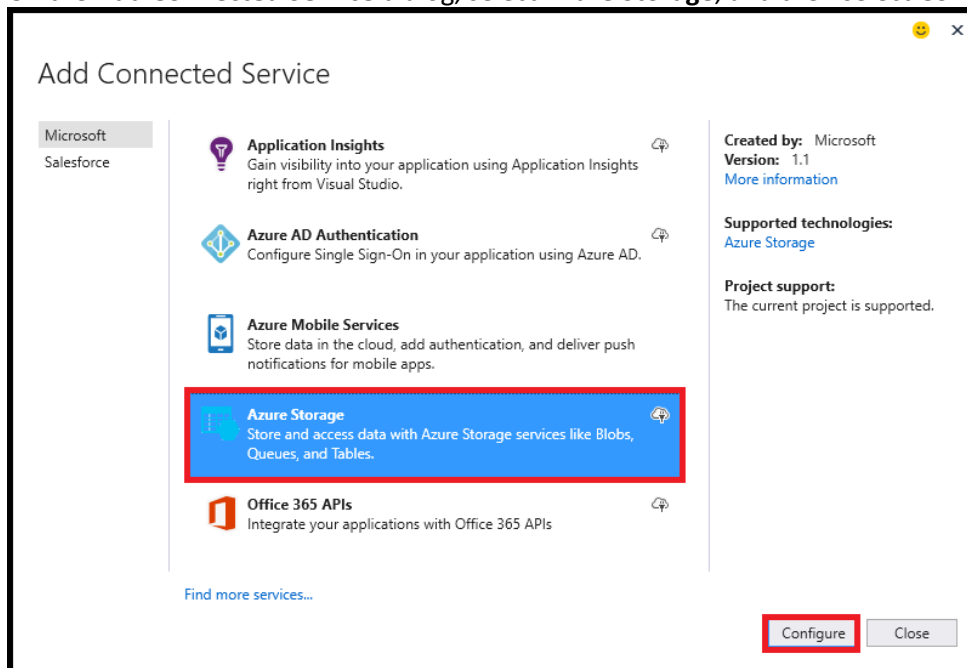 Add Connected Service
Microsoft
Salesforce
Application Insights
Gain visibility into your application using Application Insights
right from Visual Studio.
Azure AD Authentication
Configure Single Sign-On in your application using Azure AD.
Azure Mobile Services
Store data in the cloud, add authentication, and deliver push
notifications for mobile apps.
Azure Storage
Store and access data with Azure Storage services like Blobs,
Queues, and Tables.
Office 365 APIs
Integrate your applications with Office 365 APIs
Find more services...
Created by: Microsoft
Version: 1.1
More information
Supported technologies:
Azure Storage
Project support:
The current project is supported.
Configure
Close